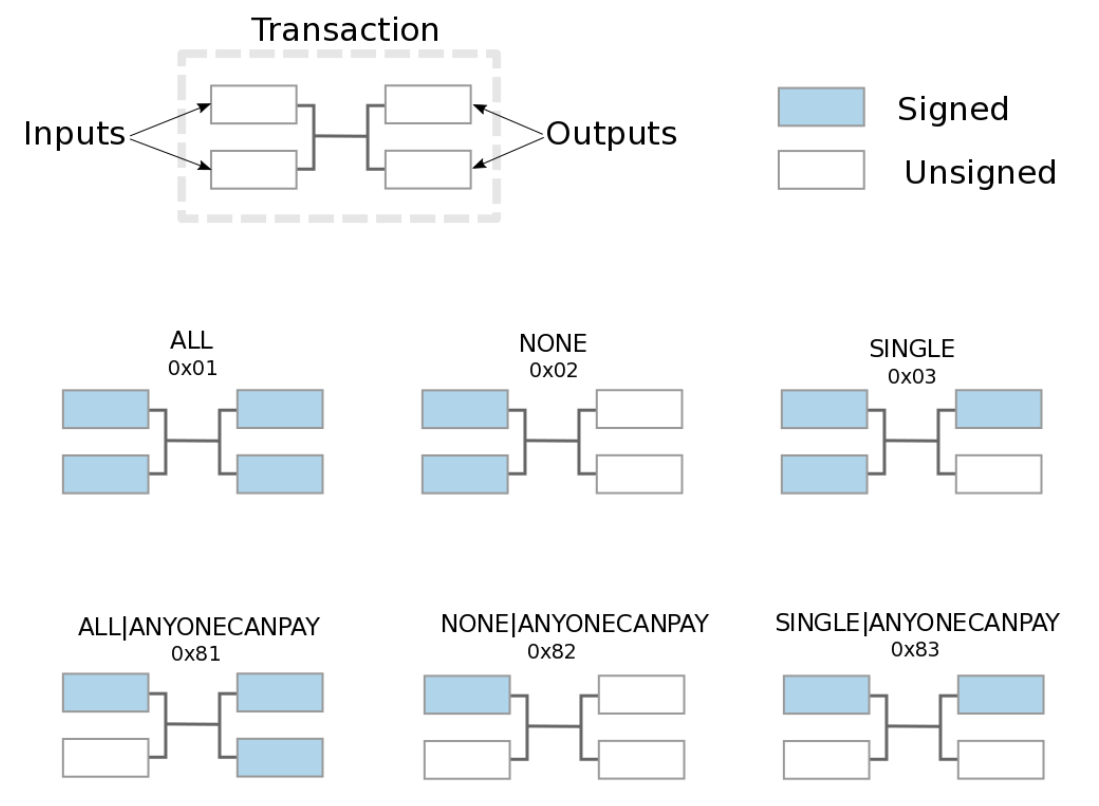 Transaction
Inputs
Outputs
Signed
Unsigned
ALL
0x01
NONE
0x02
SINGLE
0x03
ALL|ANYONECANPAY
0x81
NONE|ANYONECANPAY
0x82
SINGLE|ANYONECANPAY
0x83